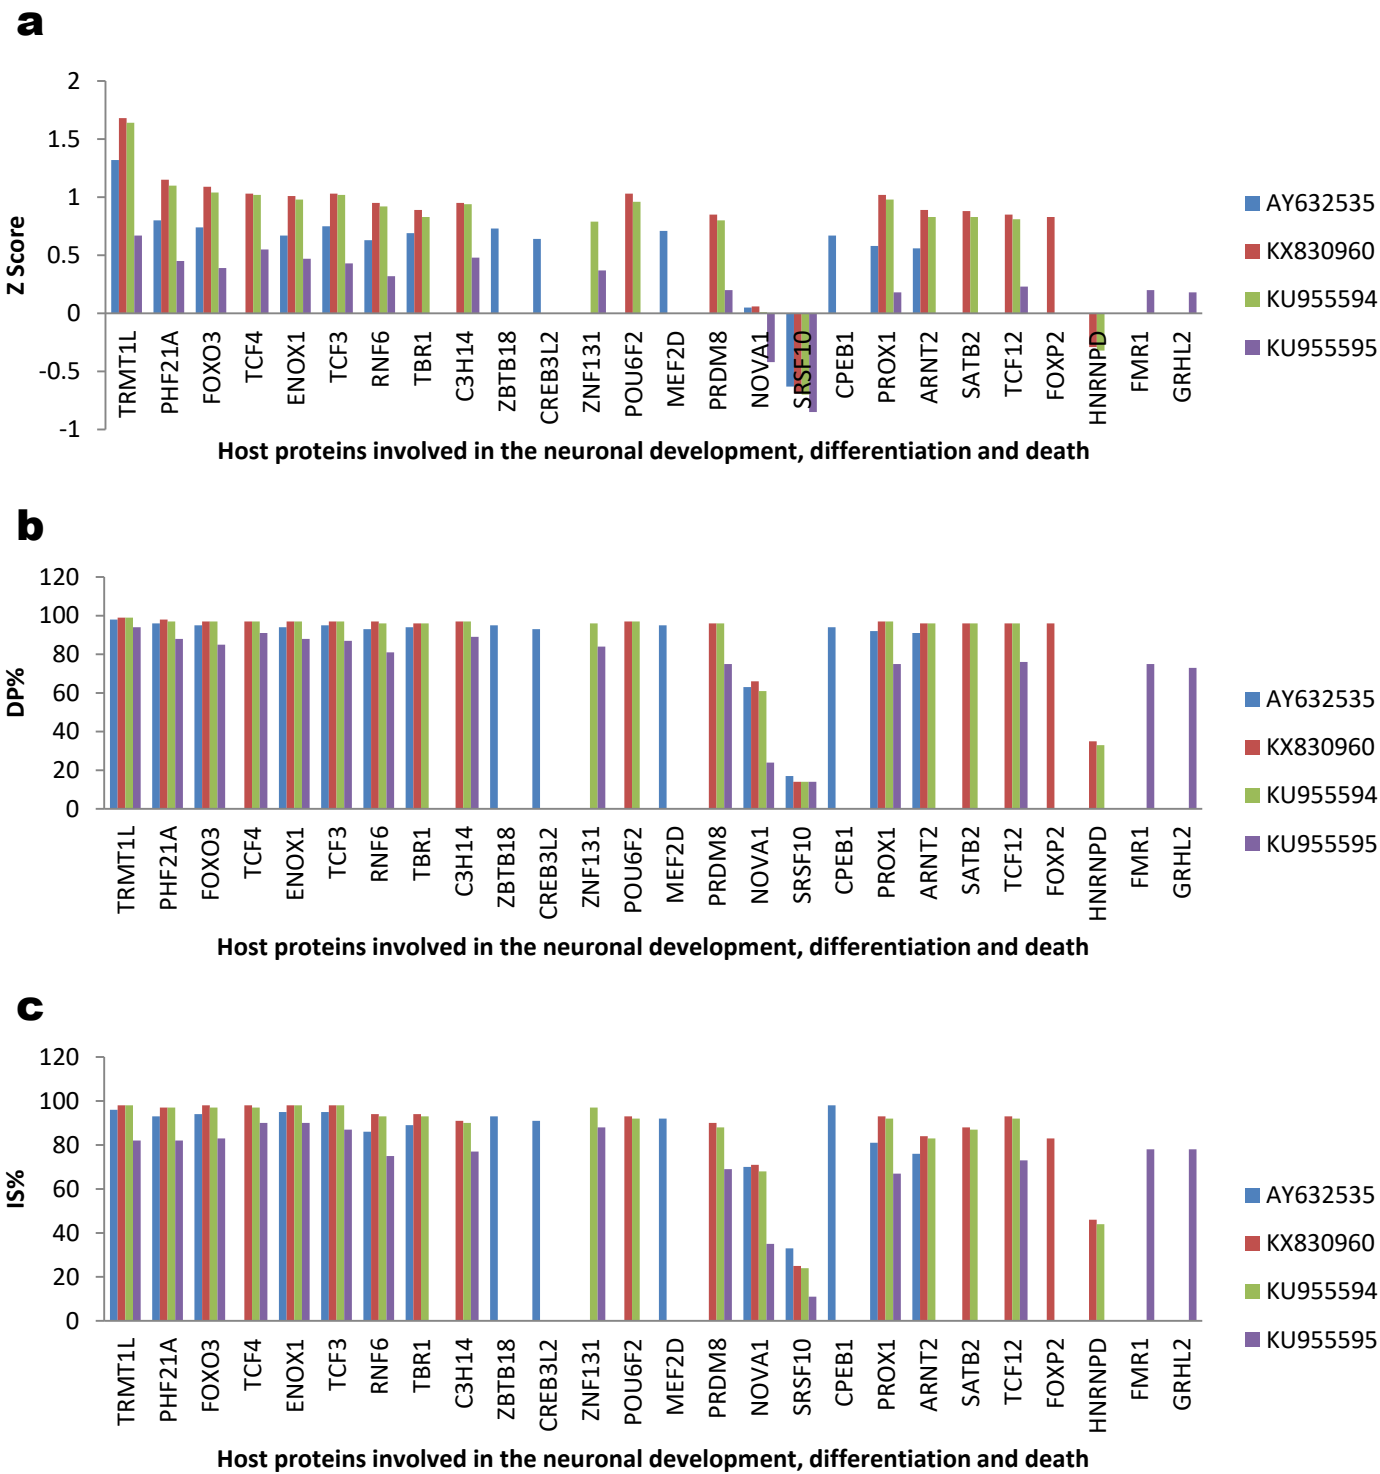 a
2
1.5
1
0.5
0
-0.5
-1
Z Score
TRMT1L
PHF21A
FOXO3
TCF4
ENOX1
TCF3
RNF6
TBR1
C3H14
ZBTB18
CREB3L2
ZNF131
POU6F2
MEF2D
PRDM8
NOVA1
SRSF10
CPEB1
PROX1
ARNT2
SATB2
TCF12
FOXP2
HNRNPD
FMR1
GRHL2
Host proteins involved in the neuronal development, differentiation and death
AY632535
KX830960
KU955594
KU955595
b
120
100
80
60
40
20
0
DP%
TRMT1L
PHF21A
FOXO3
TCF4
ENOX1
TCF3
RNF6
TBR1
C3H14
ZBTB18
CREB3L2
ZNF131
POU6F2
MEF2D
PRDM8
NOVA1
SRSF10
CPEB1
PROX1
ARNT2
SATB2
TCF12
FOXP2
HNRNPD
FMR1
GRHL2
Host proteins involved in the neuronal development, differentiation and death
AY632535
KX830960
KU955594
KU955595
c
120
100
80
60
40
20
0
IS%
TRMT1L
PHF21A
FOXO3
TCF4
ENOX1
TCF3
RNF6
TBR1
C3H14
ZBTB18
CREB3L2
ZNF131
POU6F2
MEF2D
PRDM8
NOVA1
SRSF10
CPEB1
PROX1
ARNT2
SATB2
TCF12
FOXP2
HNRNPD
FMR1
GRHL2
Host proteins involved in the neuronal development, differentiation and death
AY632535
KX830960
KU955594
KU955595